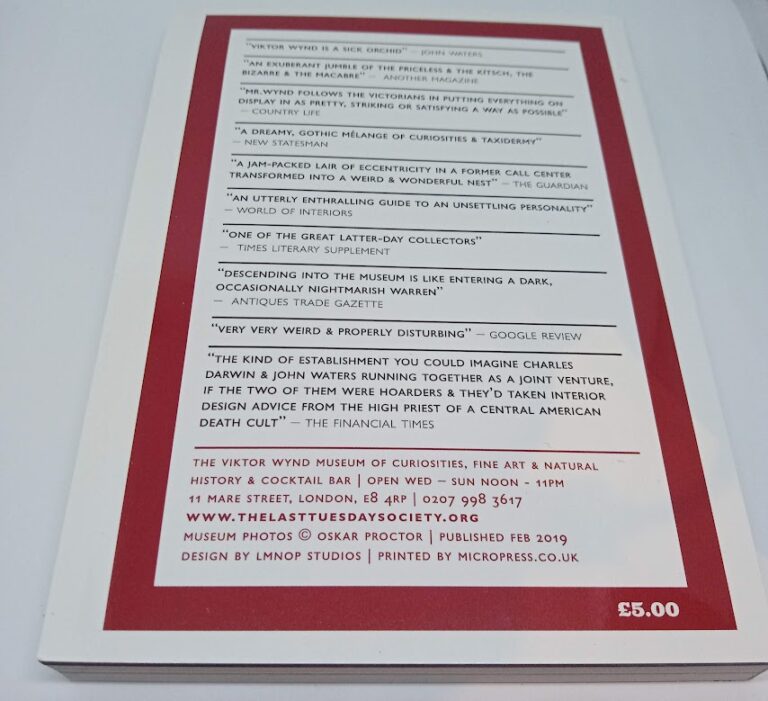 "VIKTOR WYND IS A SICK ORCHID" – JOHN WATERS
"AN EXUBERANT JUMBLE OF THE PRICELESS & THE KITSCH, THE
BIZARRE & THE MACABRE" – ANOTHER MAGAZINE
"MR.WYND FOLLOWS THE VICTORIANS IN PUTTING EVERYTHING ON
DISPLAY IN AS PRETTY, STRIKING OR SATISFYING A WAY AS POSSIBLE"
– COUNTRY LIFE
"A DREAMY, GOTHIC MÉLANGE OF CURIOSITIES & TAXIDERMY"
– NEW STATESMAN
"A JAM-PACKED LAIR OF ECCENTRICITY IN A FORMER CALL CENTER
TRANSFORMED INTO A WEIRD & WONDERFUL NEST" – THE GUARDIAN
"AN UTTERLY ENTHRALLING GUIDE TO AN UNSETTLING PERSONALITY"
– WORLD OF INTERIORS
"ONE OF THE GREAT LATTER-DAY COLLECTORS"
– TIMES LITERARY SUPPLEMENT
"DESCENDING INTO THE MUSEUM IS LIKE ENTERING A DARK,
OCCASIONALLY NIGHTMARISH WARREN"
– ANTIQUES TRADE GAZETTE
"VERY VERY WEIRD & PROPERLY DISTURBING" – GOOGLE REVIEW
"THE KIND OF ESTABLISHMENT YOU COULD IMAGINE CHARLES
DARWIN & JOHN WATERS RUNNING TOGETHER AS A JOINT VENTURE,
IF THE TWO OF THEM WERE HOARDERS & THEY'D TAKEN INTERIOR
DESIGN ADVICE FROM THE HIGH PRIEST OF A CENTRAL AMERICAN
DEATH CULT" – THE FINANCIAL TIMES
THE VIKTOR WYND MUSEUM OF CURIOSITIES, FINE ART & NATURAL
HISTORY & COCKTAIL BAR | OPEN WED – SUN NOON - 11PM
11 MARE STREET, LONDON, E8 4RP | 0207 998 3617
WWW.THELASTTUESDAYSOCIETY.ORG
MUSEUM PHOTOS © OSKAR PROCTOR | PUBLISHED FEB 2019
DESIGN BY LMNOP STUDIOS | PRINTED BY MICROPRESS.CO.UK
£5.00